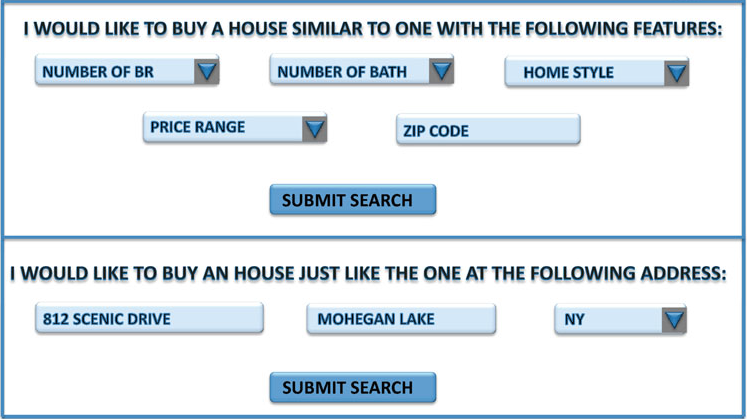 I WOULD LIKE TO BUY A HOUSE SIMILAR TO ONE WITH THE FOLLOWING FEATURES:
NUMBER OF BR
NUMBER OF BATH
HOME STYLE
PRICE RANGE
ZIP CODE
SUBMIT SEARCH
I WOULD LIKE TO BUY AN HOUSE JUST LIKE THE ONE AT THE FOLLOWING ADDRESS:
812 SCENIC DRIVE
MOHEGAN LAKE
NY
SUBMIT SEARCH